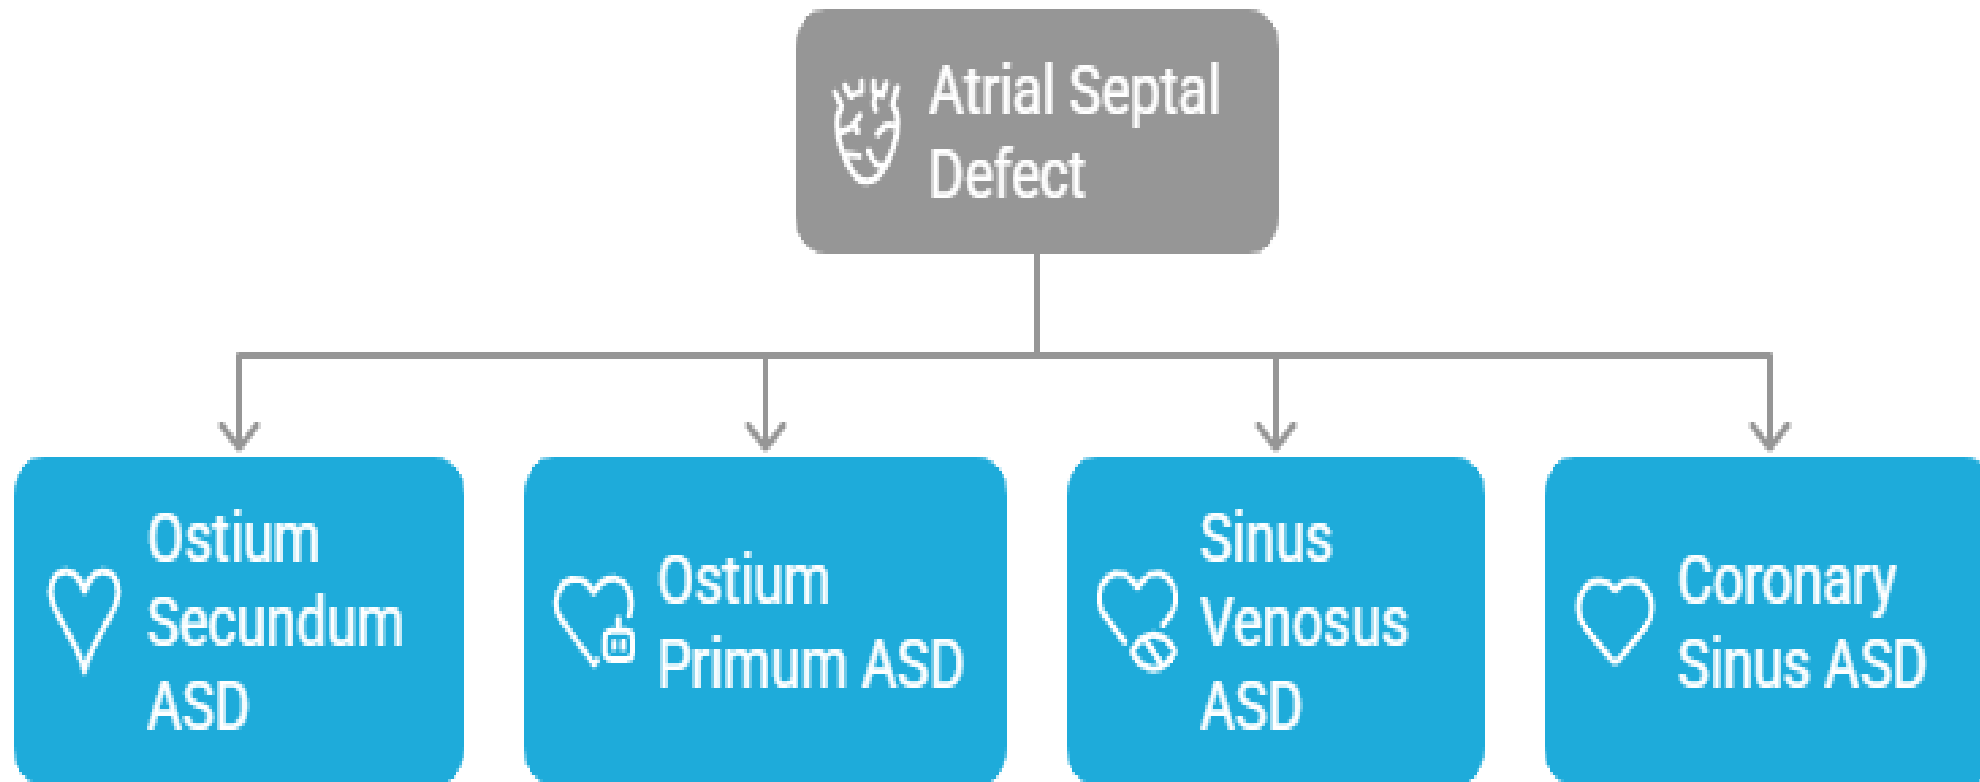 Atrial Septal
Defect
Ostium
Secundum
ASD
Ostium
Primum ASD
Sinus
Venosus
ASD
Coronary
Sinus ASD